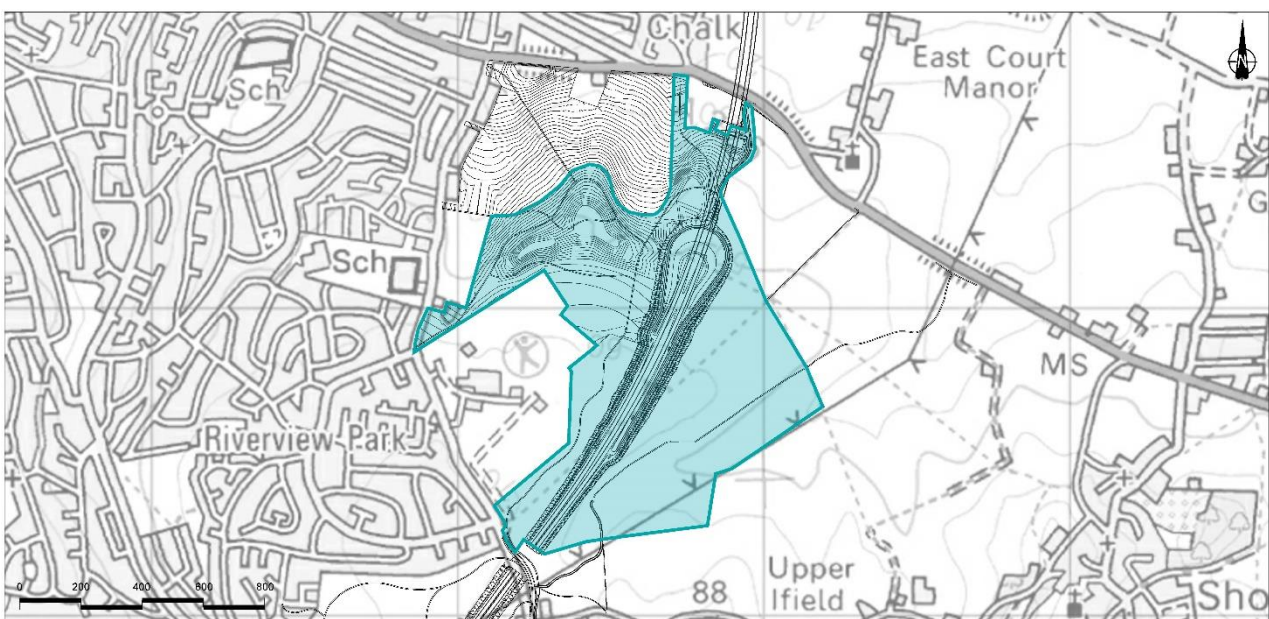 Chalk
N
East Court
Manor
Sch
G
Sch
MS
Riverview Park
Upper
Ifield
88
Sho
0 200 400 600 800